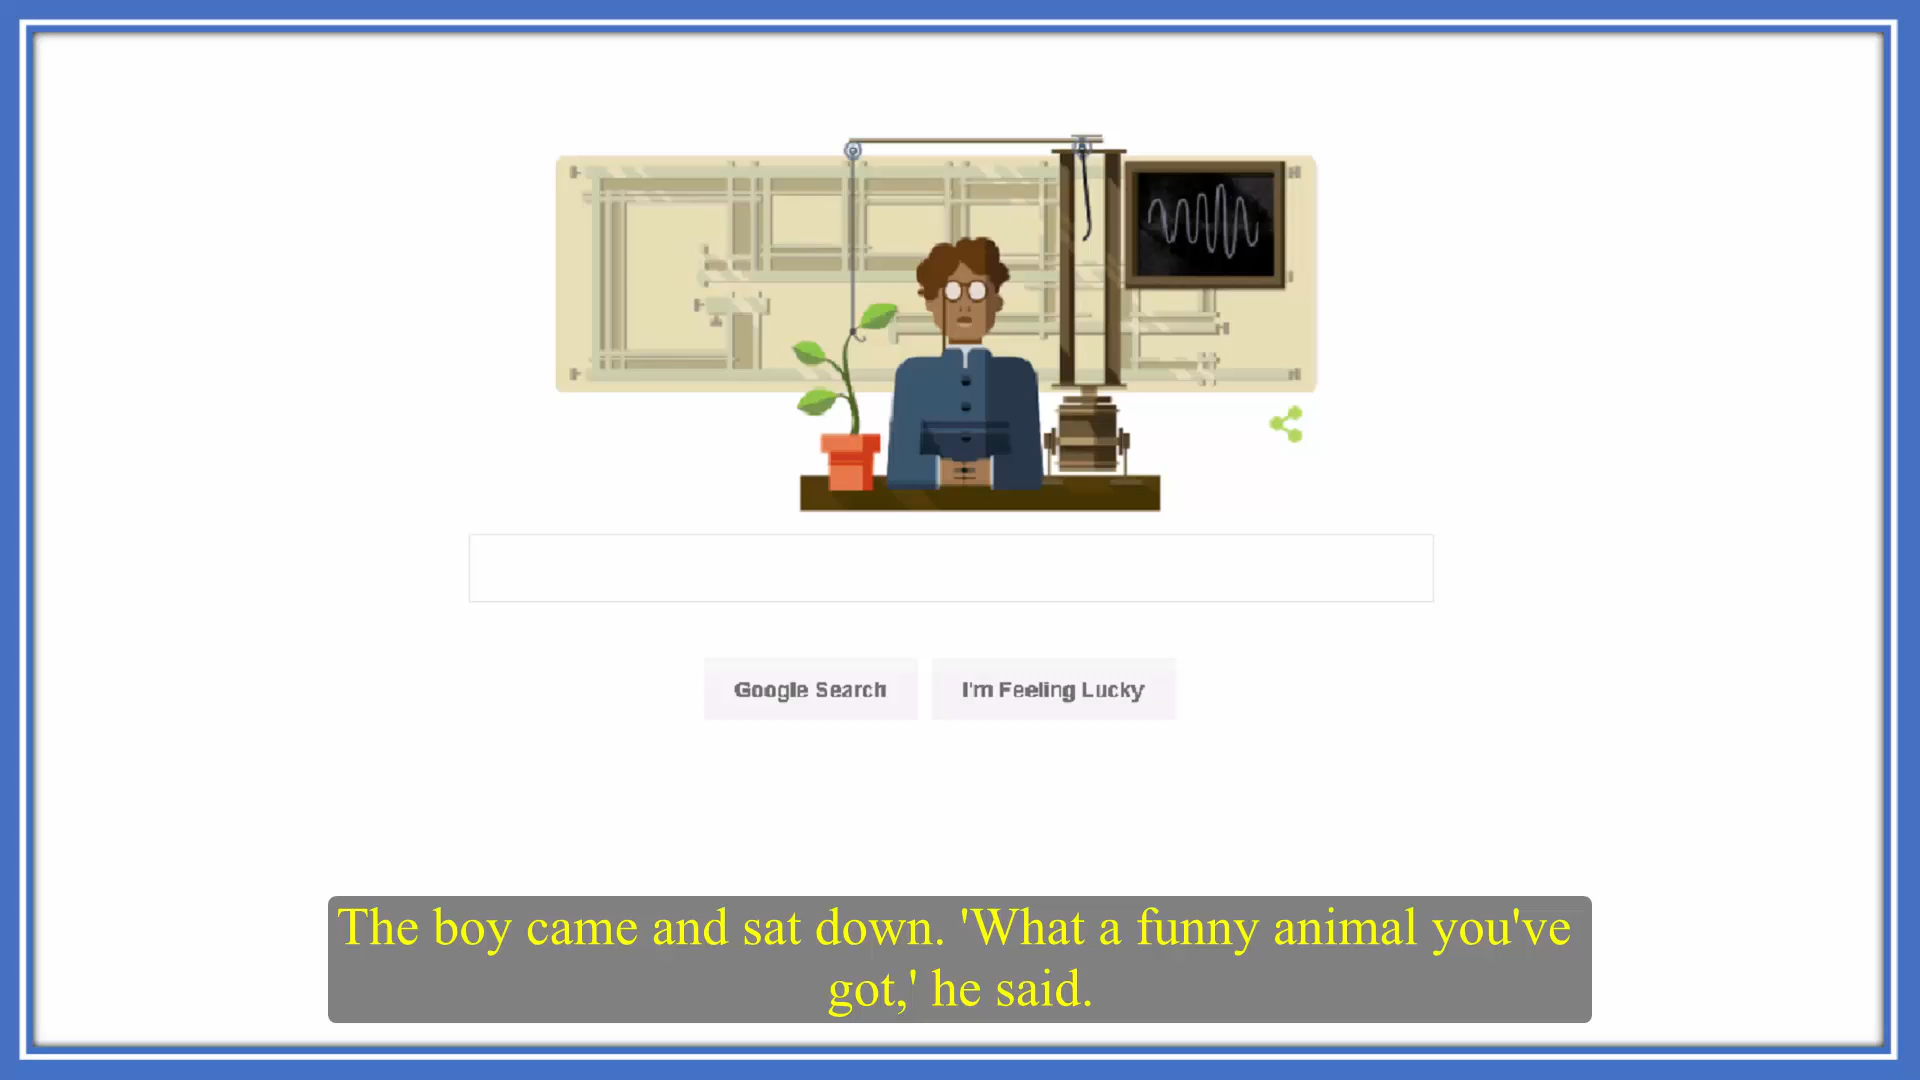 Google Search
I'm Feeling Lucky
The boy came and sat down. 'What a funny animal you've
got,' he said.